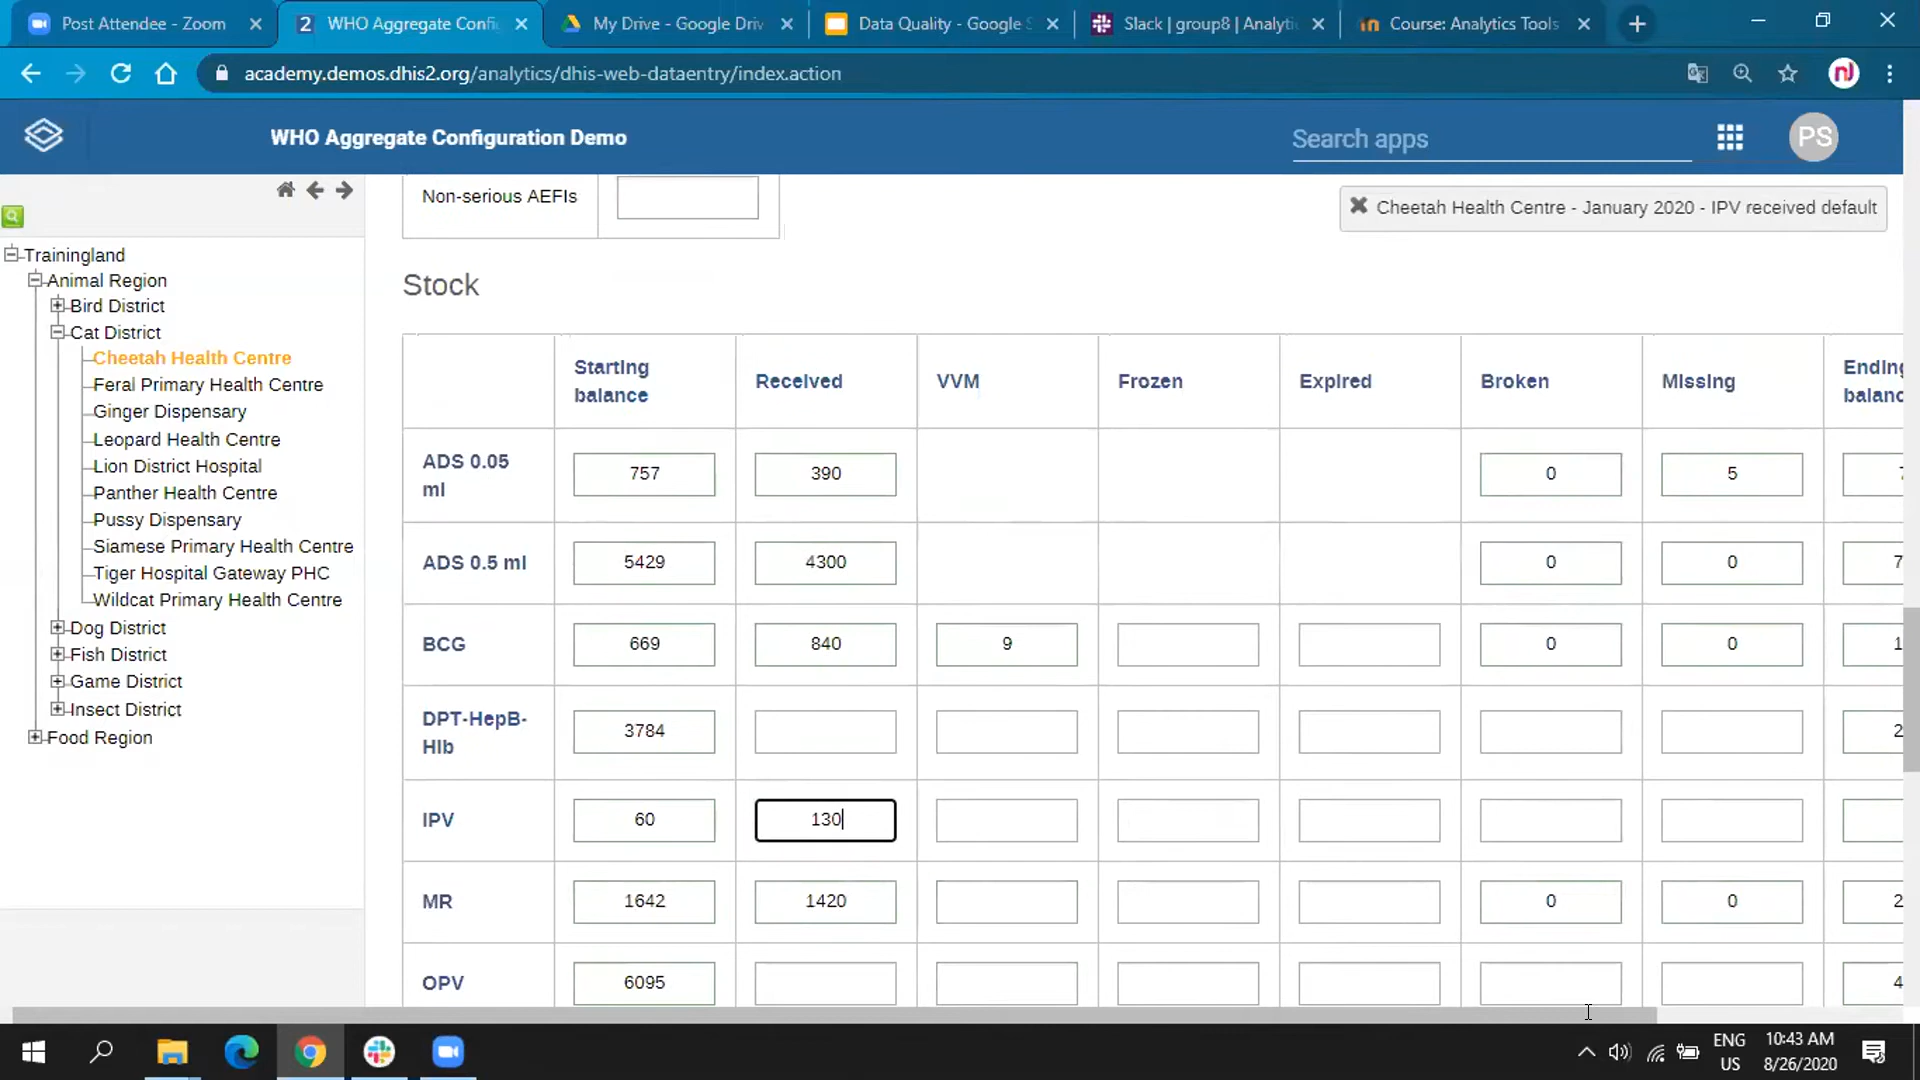 Post Attendee - Zoom
WHO Aggregate Confi
My Drive - Google Driv
Data Quality - Google S
Slack | group8 | Analyti
Course: Analytics Tools
academy.demos.dhis2.org/analytics/dhis-web-dataentry/index.action
WHO Aggregate Configuration Demo
Search apps
PS
Trainingland
Animal Region
Bird District
Cat District
Cheetah Health Centre
Feral Primary Health Centre
Ginger Dispensary
Leopard Health Centre
Lion District Hospital
Panther Health Centre
Pussy Dispensary
Siamese Primary Health Centre
Tiger Hospital Gateway PHC
Wildcat Primary Health Centre
Dog District
Fish District
Game District
Insect District
Food Region
Non-serious AEFIs
Cheetah Health Centre - January 2020 - IPV received default
Stock
Starting balance Received VVM Frozen Expired Broken Missing Ending balanc
ADS 0.05 ml 757 390 0 5 7
ADS 0.5 ml 5429 4300 0 0 7
BCG 669 840 9 0 0 1
DPT-HepB-Hib 3784 2
IPV 60 130
MR 1642 1420 0 0 2
OPV 6095 4
ENG
US
10:43 AM
8/26/2020